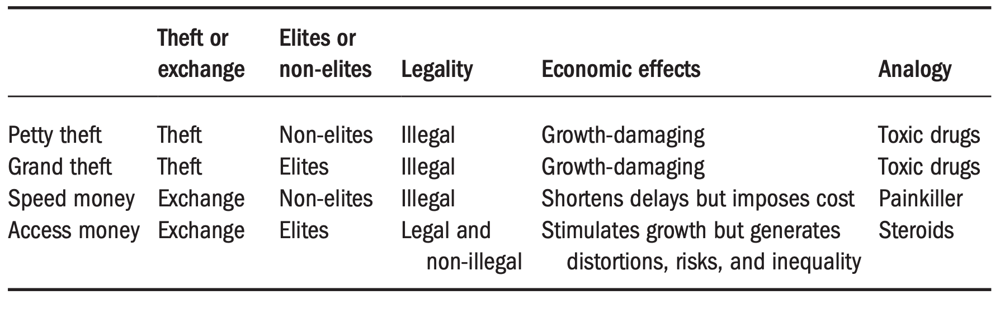 Theft or Elites or
exchange non-elites Legality Economic effects Analogy
Petty theft Theft Non-elites Illegal Growth-damaging Toxic drugs
Grand theft Theft Elites Illegal Growth-damaging Toxic drugs
Speed money Exchange Non-elites Illegal Shortens delays but imposes cost Painkiller
Access money Exchange Elites Legal and Stimulates growth but generates Steroids
non-illegal distortions, risks, and inequality